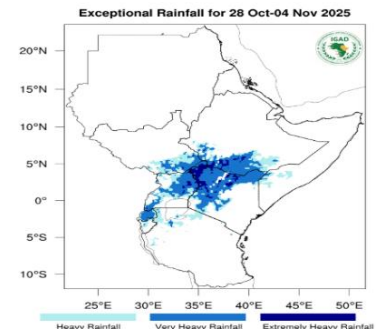 Exceptional Rainfall for 28 Oct-04 Nov 2025
IGAD
20°N
15°N
10°N
5°N
0°
5°S
10°S
25°E 30°E 35°E 40°E 45°E 50°E
Heavy Rainfall Very Heavy Rainfall Extremely Heavy Rainfall